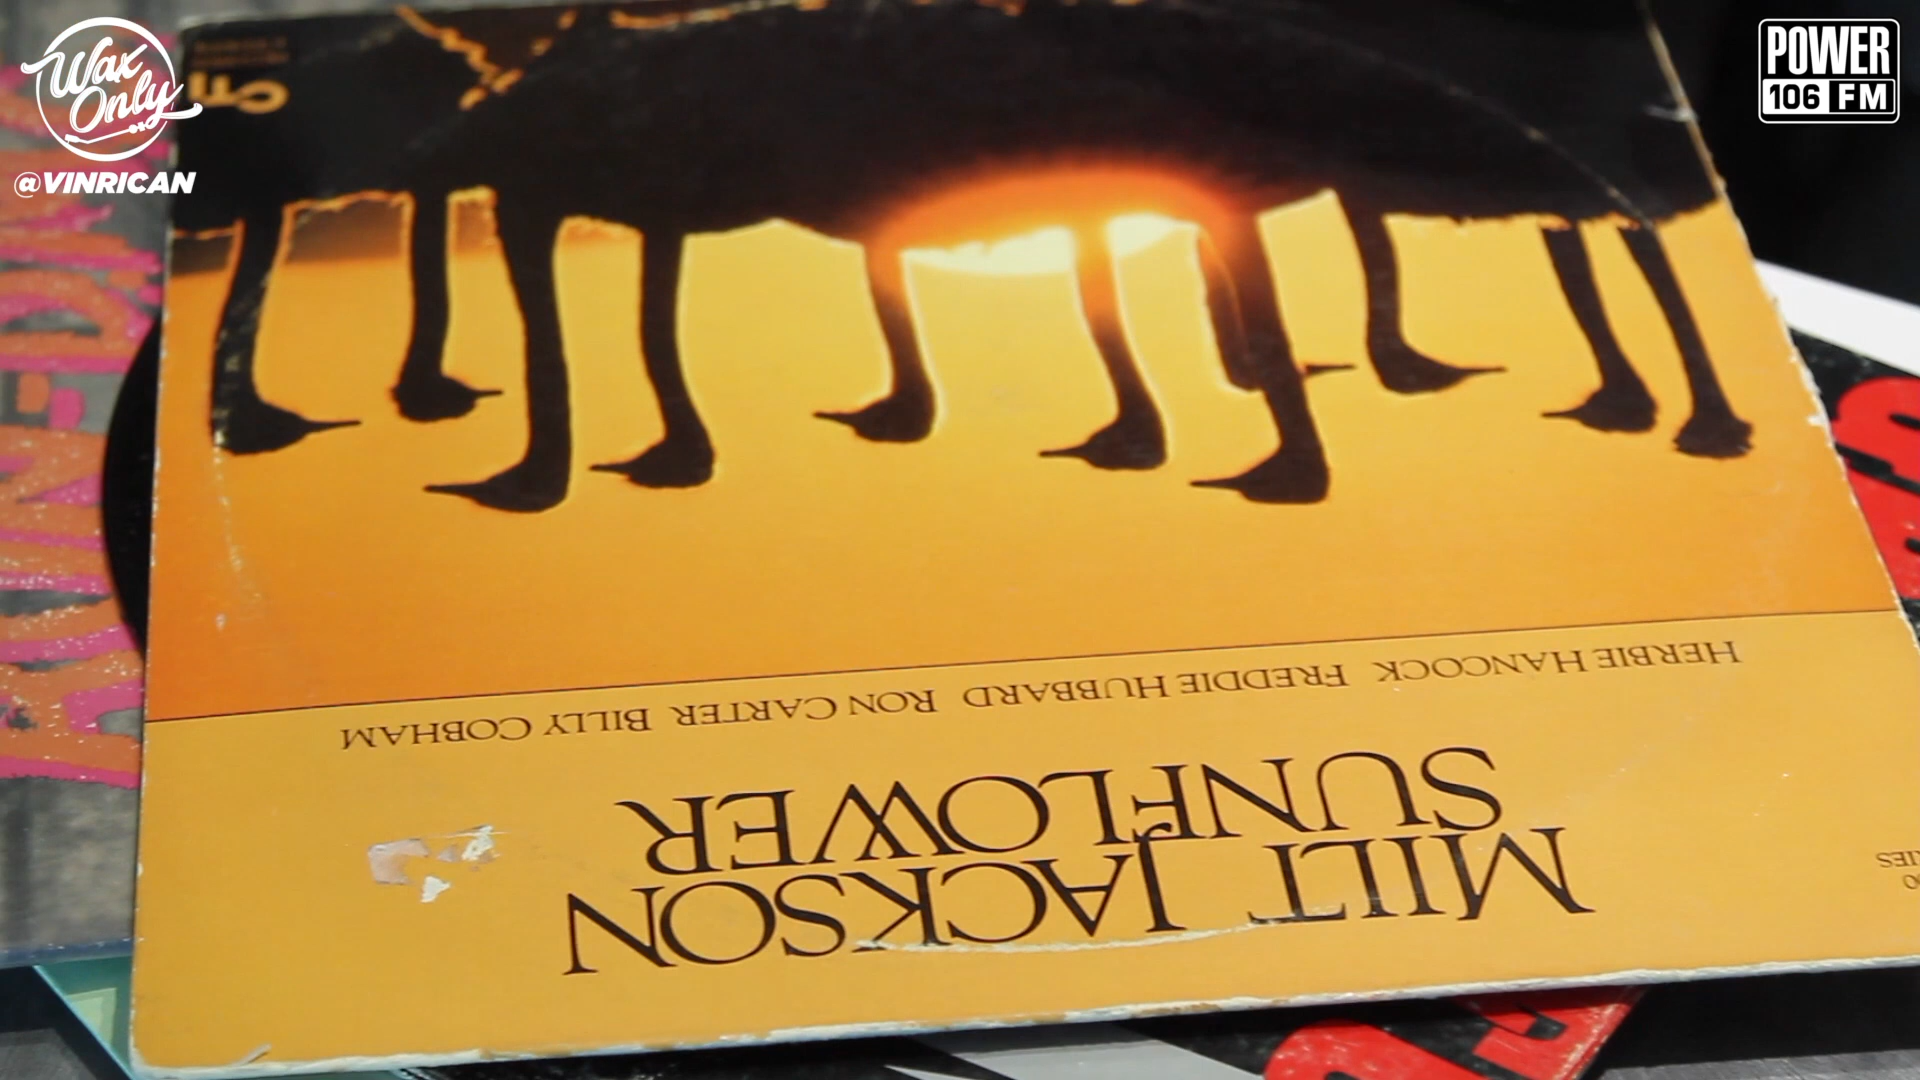 Wax
Only
@VINRICAN
POWER
106 FM
MILT JACKSON
SUNFLOWER
HERBIE HANCOCK FREDDIE HUBBARD RON CARTER BILLY COBHAM